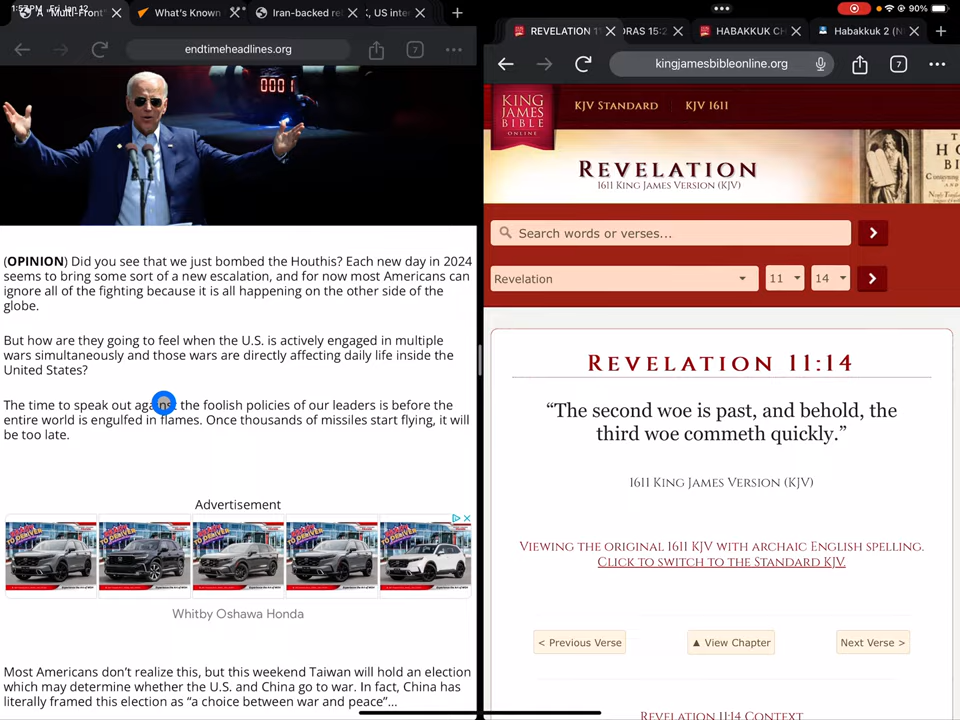 1:57PM Fri Jan 12
90%
A "Multi-Front
What's Known
Iran-backed re
, US inte
endtimeheadlines.org
7
0001
(OPINION) Did you see that we just bombed the Houthis? Each new day in 2024
seems to bring some sort of a new escalation, and for now most Americans can
ignore all of the fighting because it is all happening on the other side of the
globe.
But how are they going to feel when the U.S. is actively engaged in multiple
wars simultaneously and those wars are directly affecting daily life inside the
United States?
The time to speak out against the foolish policies of our leaders is before the
entire world is engulfed in flames. Once thousands of missiles start flying, it will
be too late.
Advertisement
Whitby Oshawa Honda
Most Americans don't realize this, but this weekend Taiwan will hold an election
which may determine whether the U.S. and China go to war. In fact, China has
literally framed this election as "a choice between war and peace"...
REVELATION 1
DRAS 15:2
HABAKKUK CH
Habakkuk 2 (N
kingjamesbibleonline.org
7
KING
JAMES
BIBLE
ONLINE
KJV STANDARD
KJV 1611
REVELATION
1611 KING JAMES VERSION (KJV)
Search words or verses...
Revelation
11
14
REVELATION 11:14
"The second woe is past, and behold, the
third woe commeth quickly."
1611 KING JAMES VERSION (KJV)
VIEWING THE ORIGINAL 1611 KJV WITH ARCHAIC ENGLISH SPELLING.
CLICK TO SWITCH TO THE STANDARD KJV.
< Previous Verse
▲ View Chapter
Next Verse >
REVELATION 11:14 CONTEXT